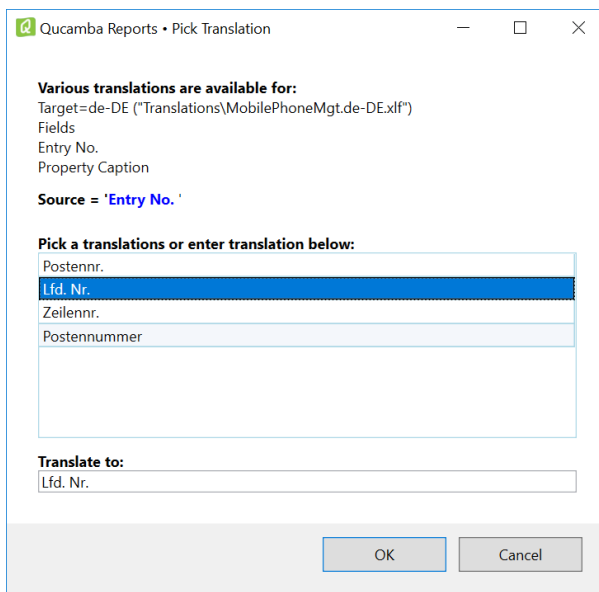 Qucamba Reports • Pick Translation
Various translations are available for:
Target=de-DE ("Translations\MobilePhoneMgt.de-DE.xlf")
Fields
Entry No.
Property Caption
Source = 'Entry No. '
Pick a translations or enter translation below:
Postennr.
Lfd. Nr.
Zeilennr.
Postennummer
Translate to:
Lfd. Nr.
OK Cancel